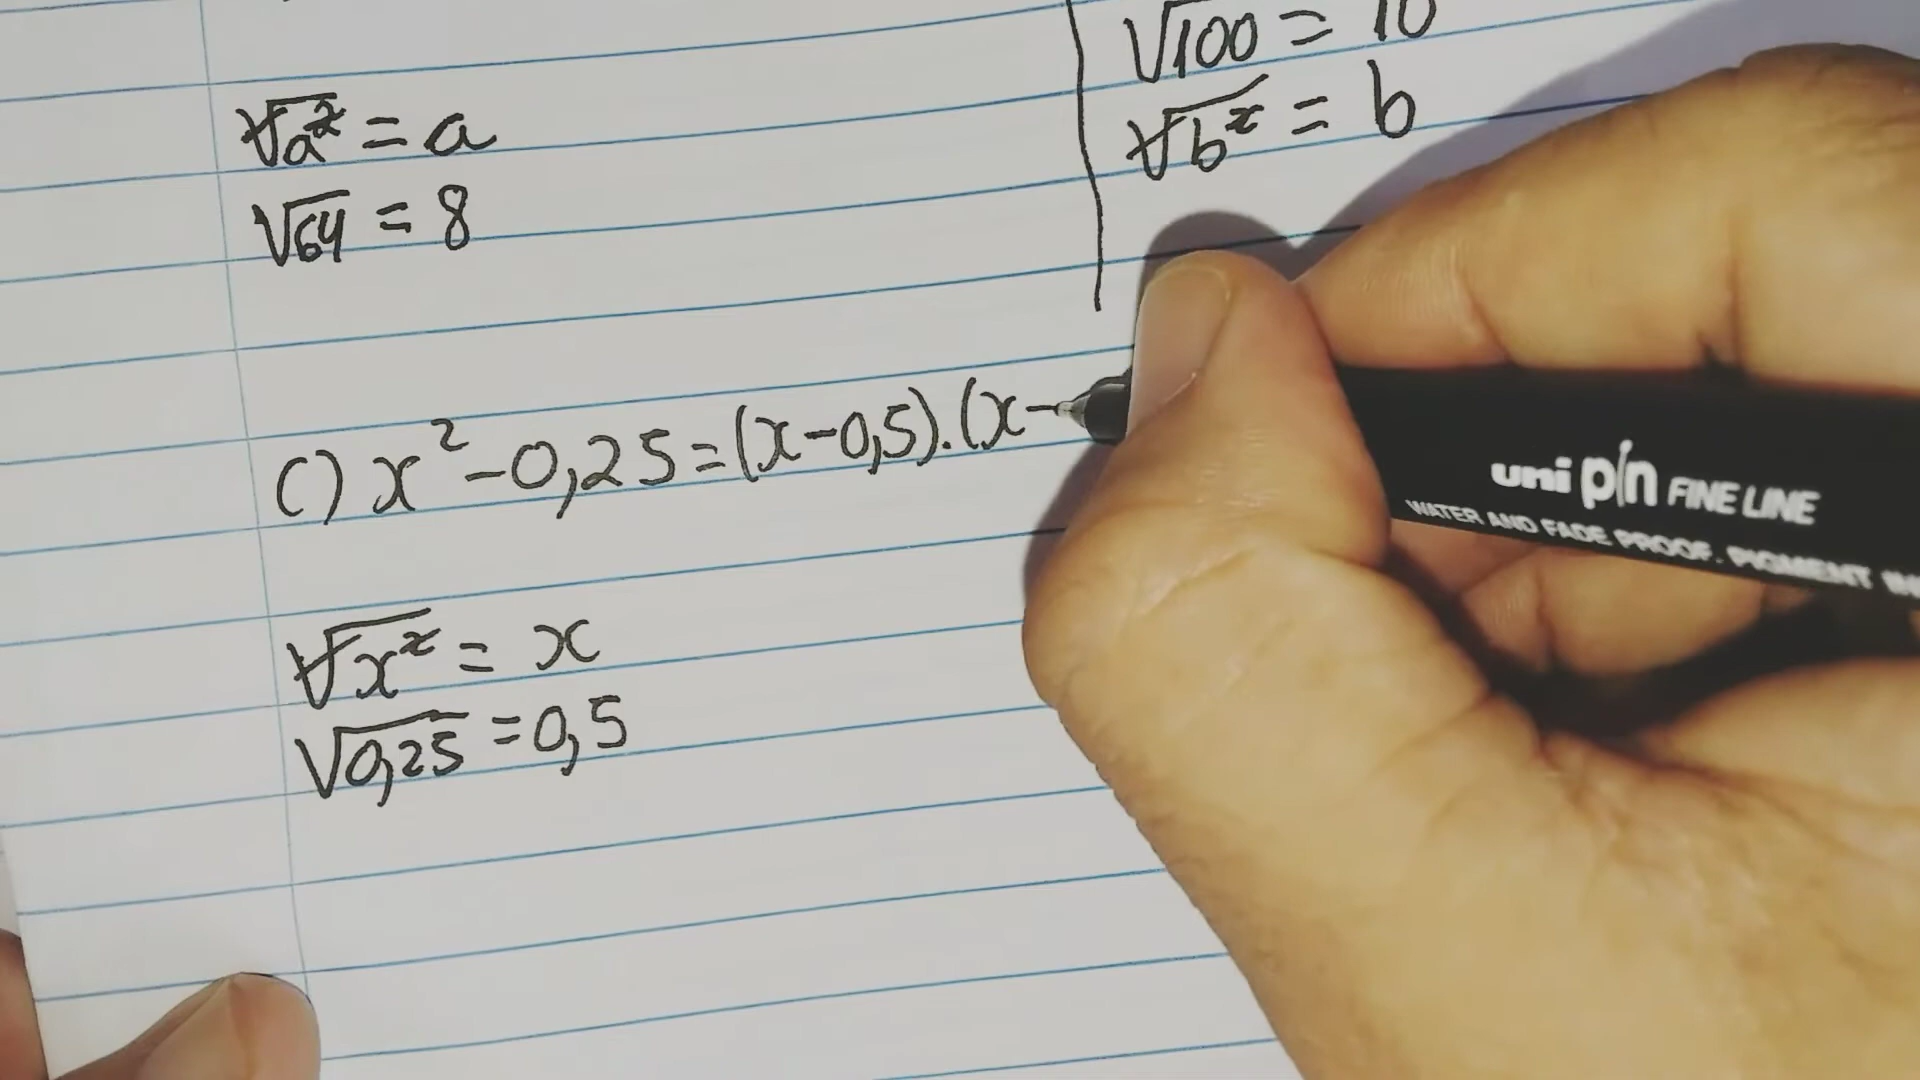 √a² = a
√64 = 8
√100 = 10
√b² = b
C) x² - 0,25 = (x - 0,5) . (x -
√x² = x
√0,25 = 0,5
uni pin FINE LINE
WATER AND FADE PROOF. PIGMENT